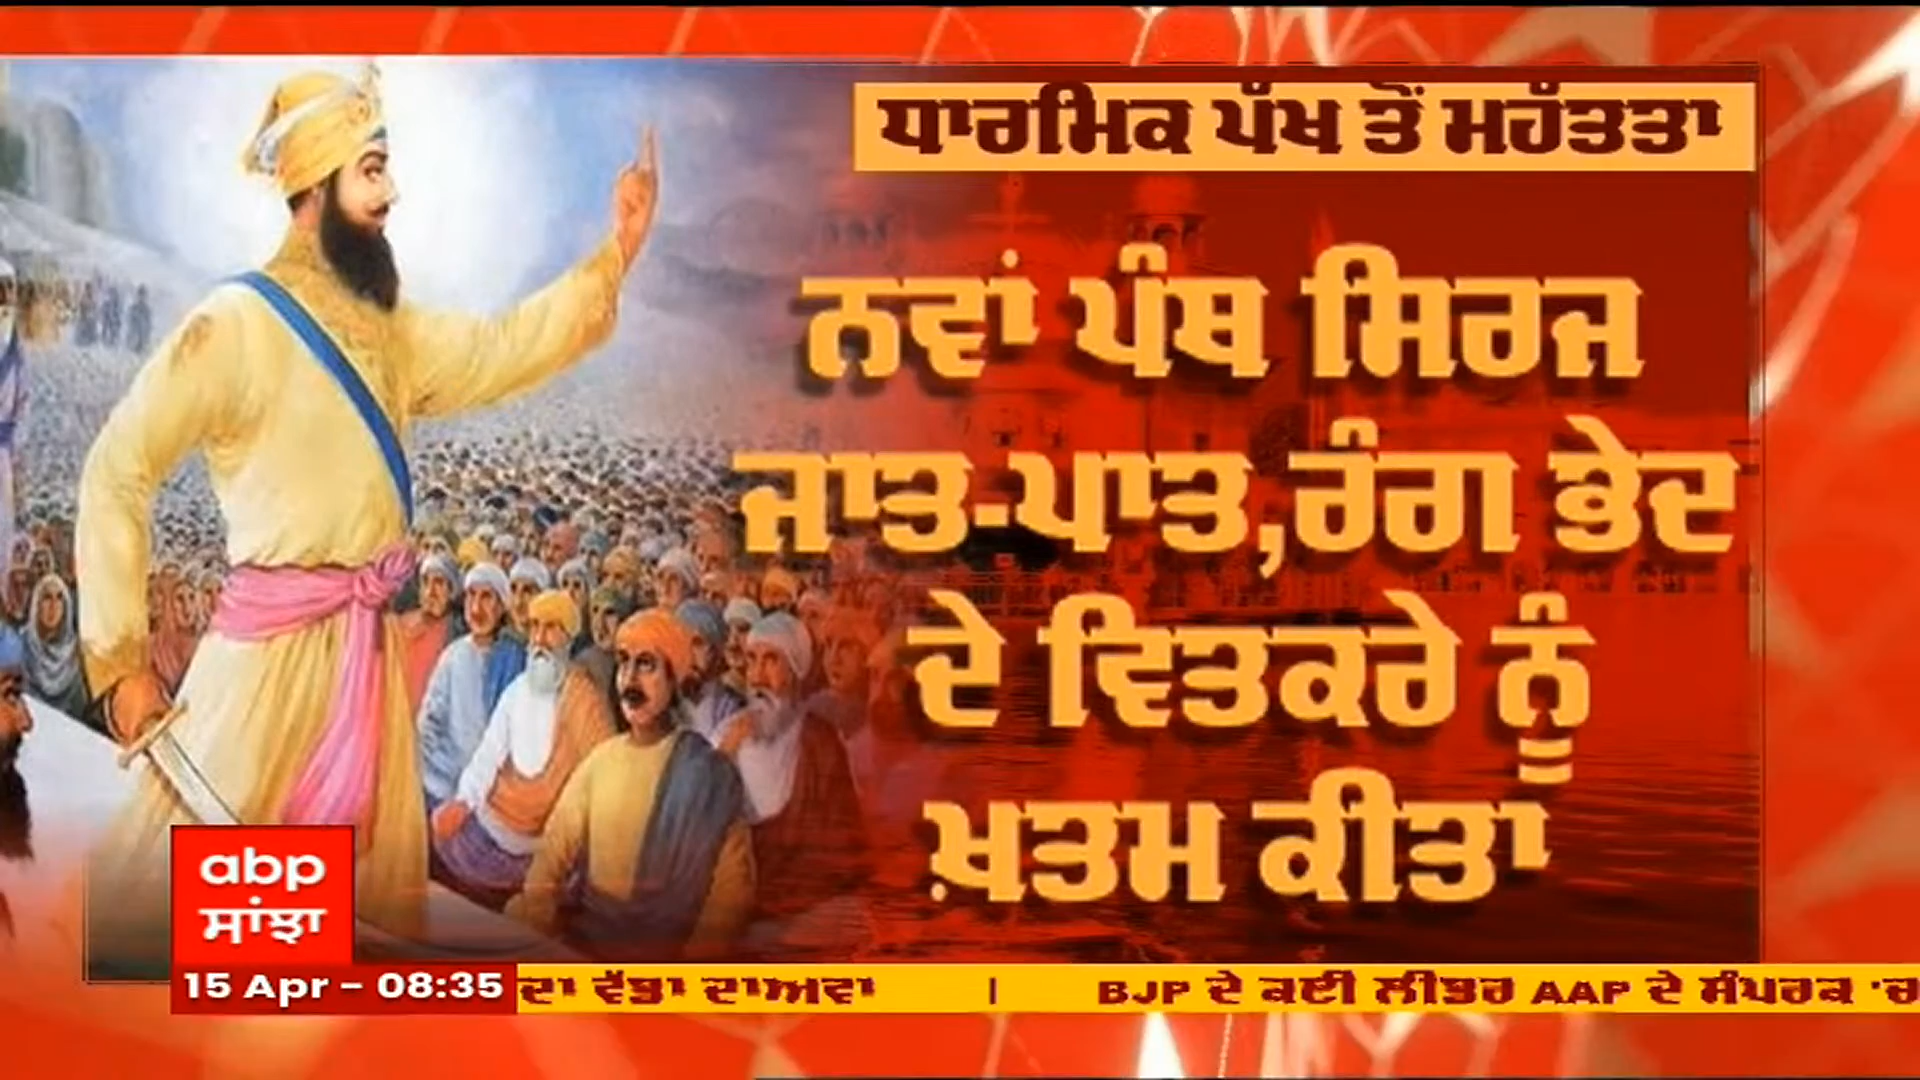 ਧਾਰਮਿਕ ਪੱਖ ਤੋਂ ਮਹੱਤਤਾ
ਨਵਾਂ ਪੰਥ ਸਿਰਜ
ਜਾਤ-ਪਾਤ,ਰੰਗ ਭੇਦ
ਦੇ ਵਿਤਕਰੇ ਨੂੰ
ਖ਼ਤਮ ਕੀਤਾ
abp
ਸਾਂਝਾ
15 Apr – 08:35
ਦਾ ਵੱਡਾ ਦਾਅਵਾ | BJP ਦੇ ਕਈ ਲੀਡਰ AAP ਦੇ ਸੰਪਰਕ 'ਚ